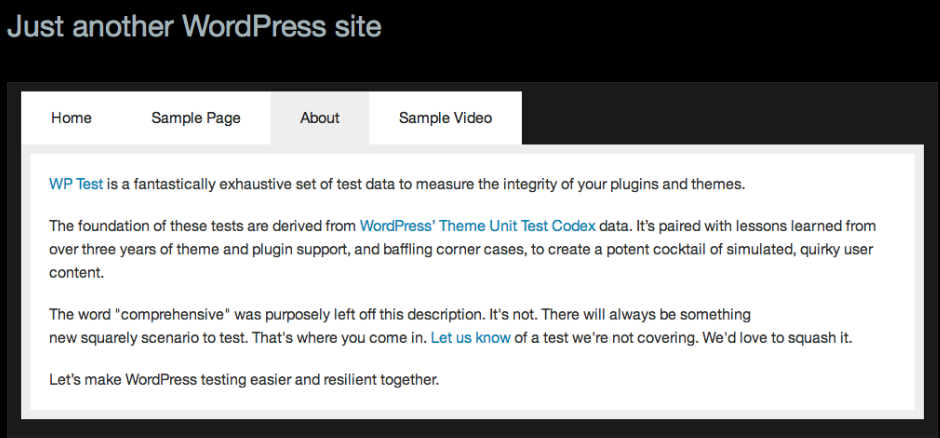 Just another WordPress site
Home Sample Page About Sample Video
WP Test is a fantastically exhaustive set of test data to measure the integrity of your plugins and themes.
The foundation of these tests are derived from WordPress’ Theme Unit Test Codex data. It’s paired with lessons learned from
over three years of theme and plugin support, and baffling corner cases, to create a potent cocktail of simulated, quirky user
content.
The word "comprehensive" was purposely left off this description. It's not. There will always be something
new squarely scenario to test. That's where you come in. Let us know of a test we're not covering. We'd love to squash it.
Let’s make WordPress testing easier and resilient together.